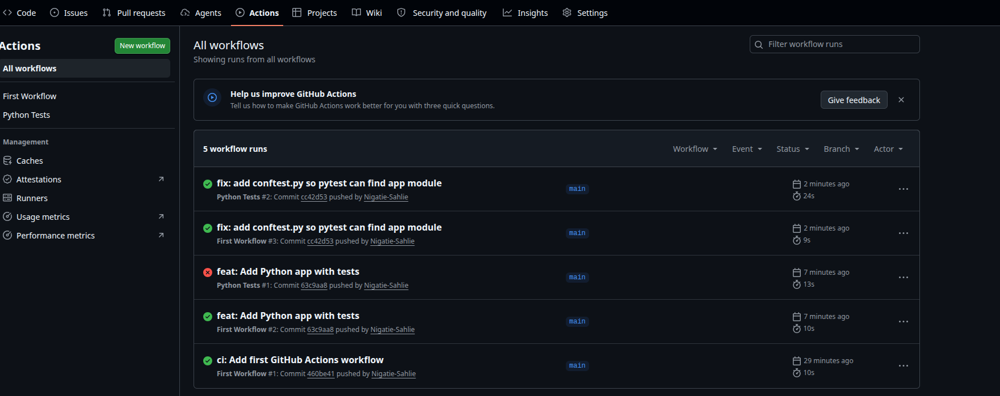 Code Issues Pull requests Agents Actions Projects Wiki Security and quality Insights Settings
Actions New workflow
All workflows
First Workflow
Python Tests
Management
Caches
Attestations
Runners
Usage metrics
Performance metrics
All workflows
Showing runs from all workflows
Filter workflow runs
Help us improve GitHub Actions
Tell us how to make GitHub Actions work better for you with three quick questions.
Give feedback
5 workflow runs Workflow Event Status Branch Actor
fix: add conftest.py so pytest can find app module
Python Tests #2: Commit cc42d53 pushed by Nigatie-Sahlie
main
2 minutes ago
24s
fix: add conftest.py so pytest can find app module
First Workflow #3: Commit cc42d53 pushed by Nigatie-Sahlie
main
2 minutes ago
9s
feat: Add Python app with tests
Python Tests #1: Commit 63c9aa8 pushed by Nigatie-Sahlie
main
7 minutes ago
13s
feat: Add Python app with tests
First Workflow #2: Commit 63c9aa8 pushed by Nigatie-Sahlie
main
7 minutes ago
10s
ci: Add first GitHub Actions workflow
First Workflow #1: Commit 460be41 pushed by Nigatie-Sahlie
main
29 minutes ago
10s